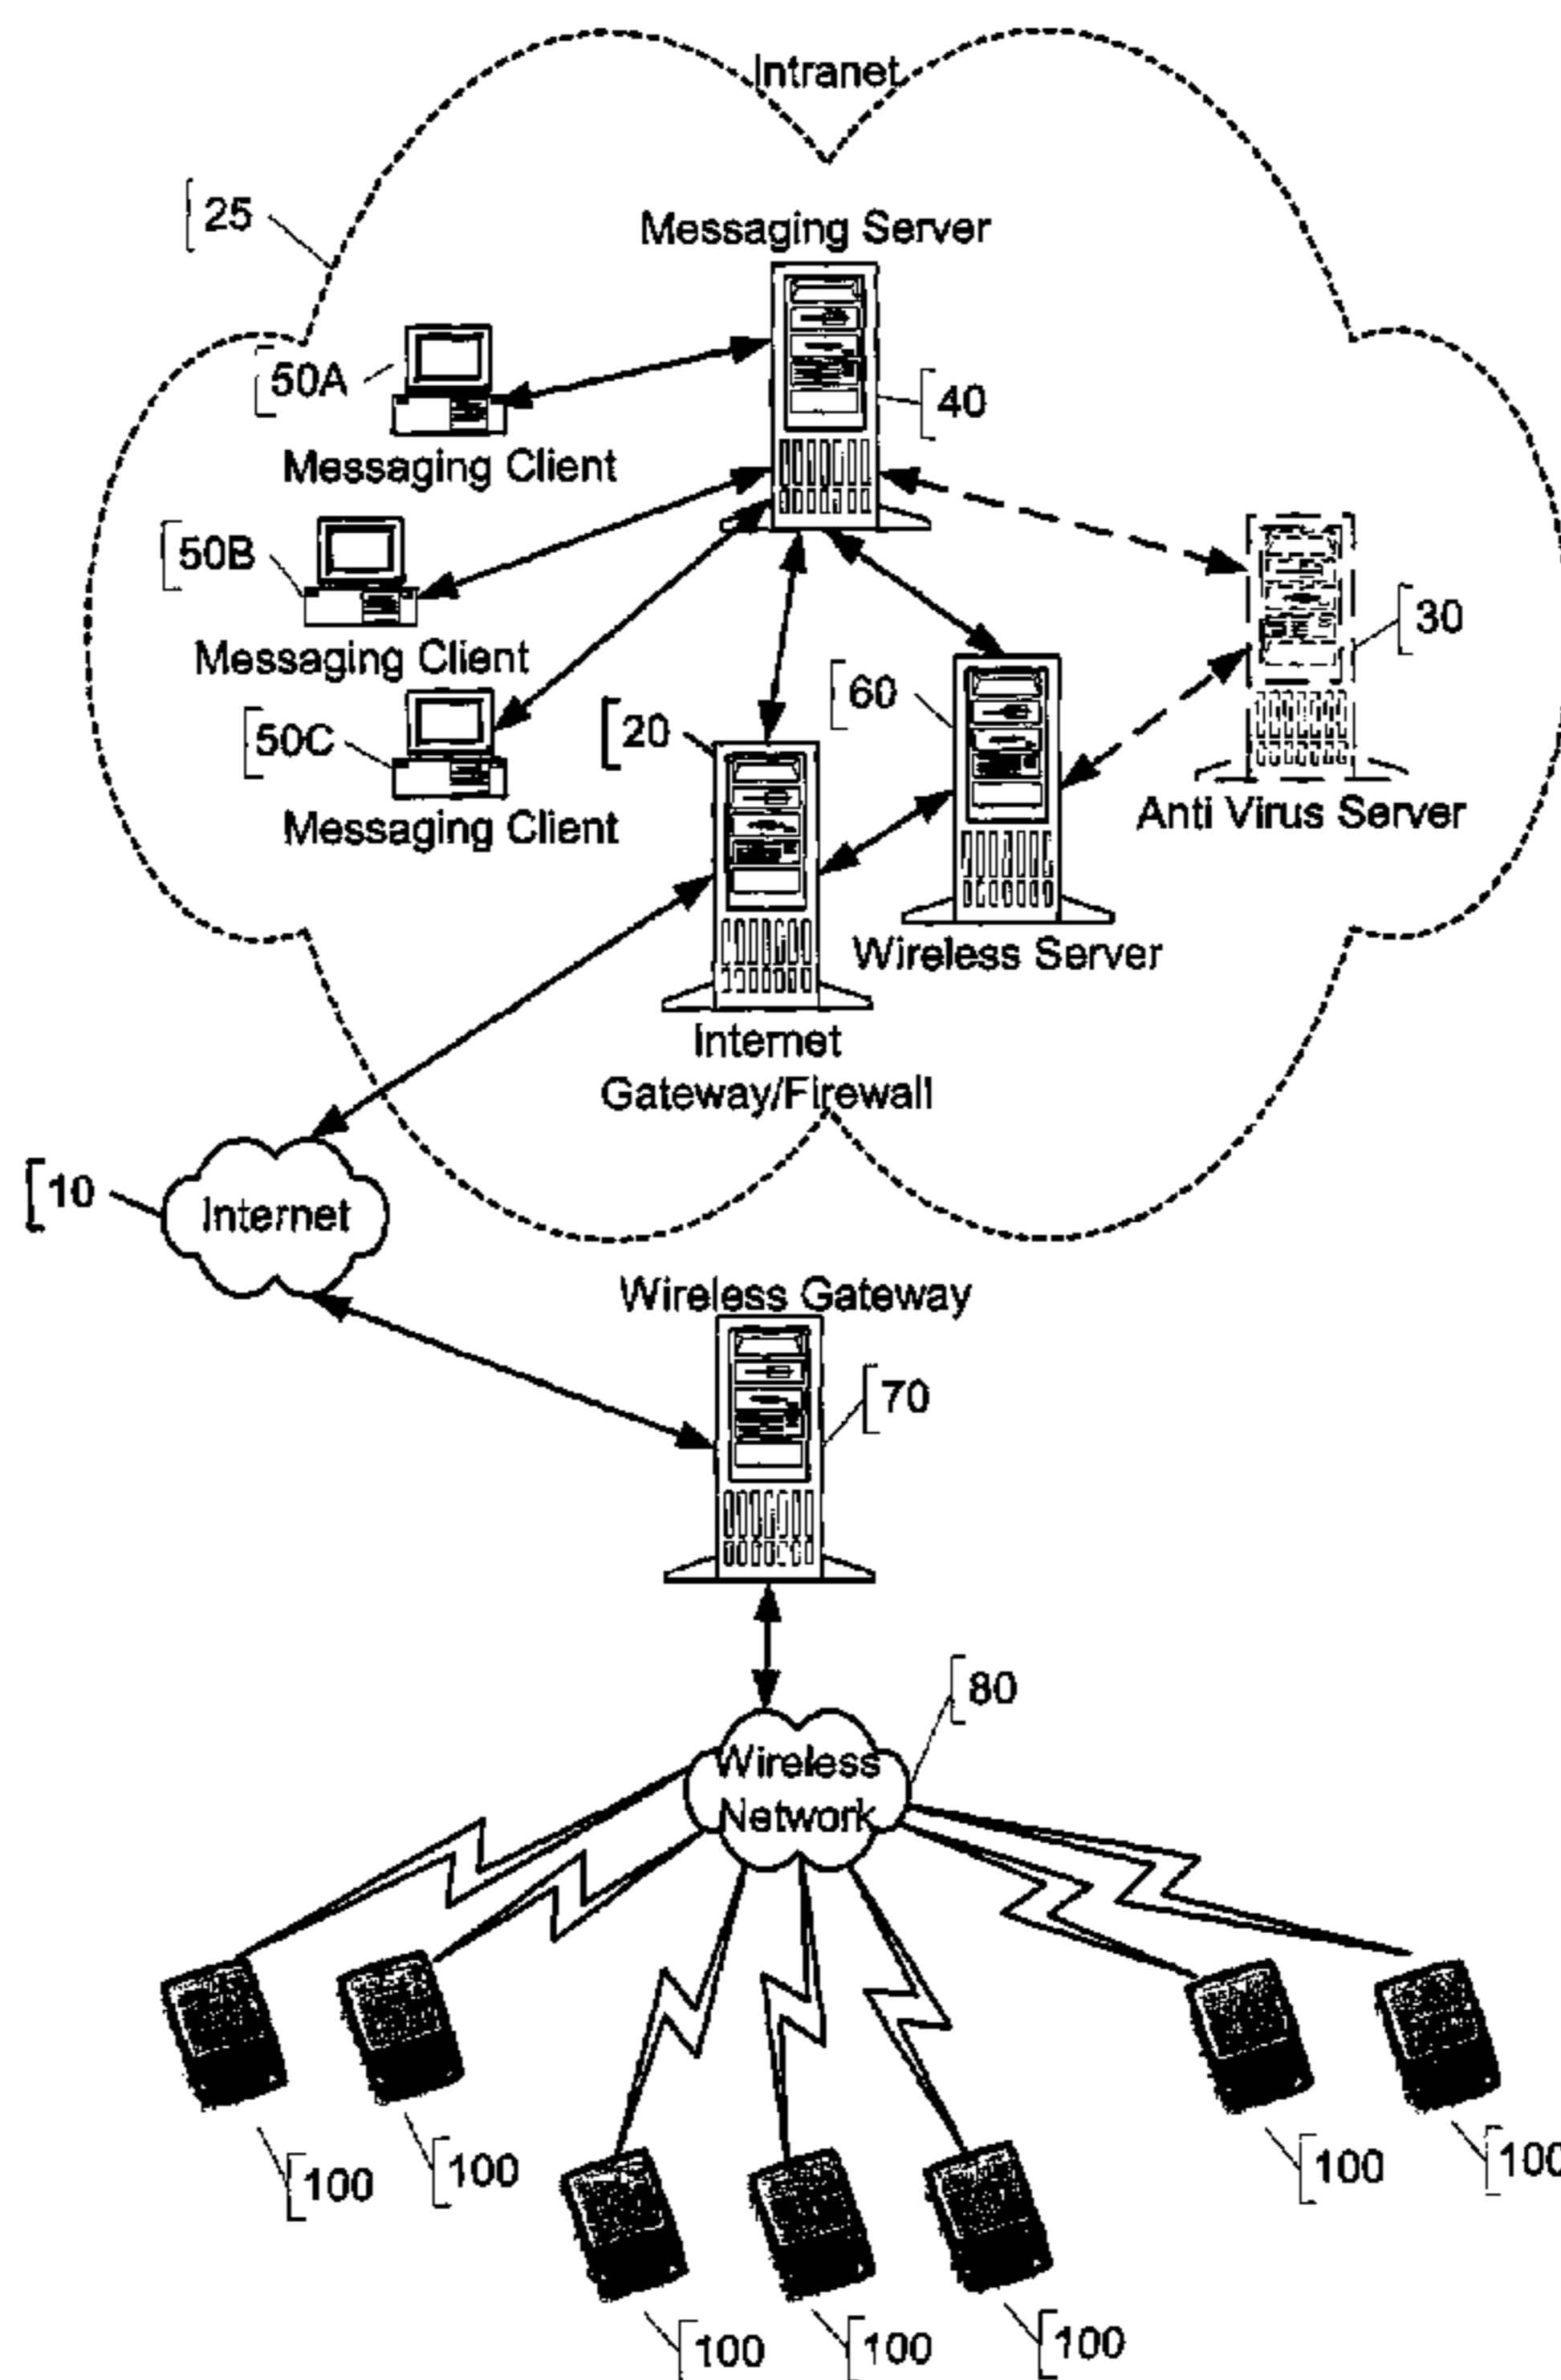 Intranet
25
Messaging Server
50A
40
Messaging Client
50B
30
Messaging Client
60
20
50C
Anti Virus Server
Messaging Client
Wireless Server
Internet
Gateway/Firewall
10
Internet
Wireless Gateway
70
80
Wireless
Network
100
100
100
100
100
100
100